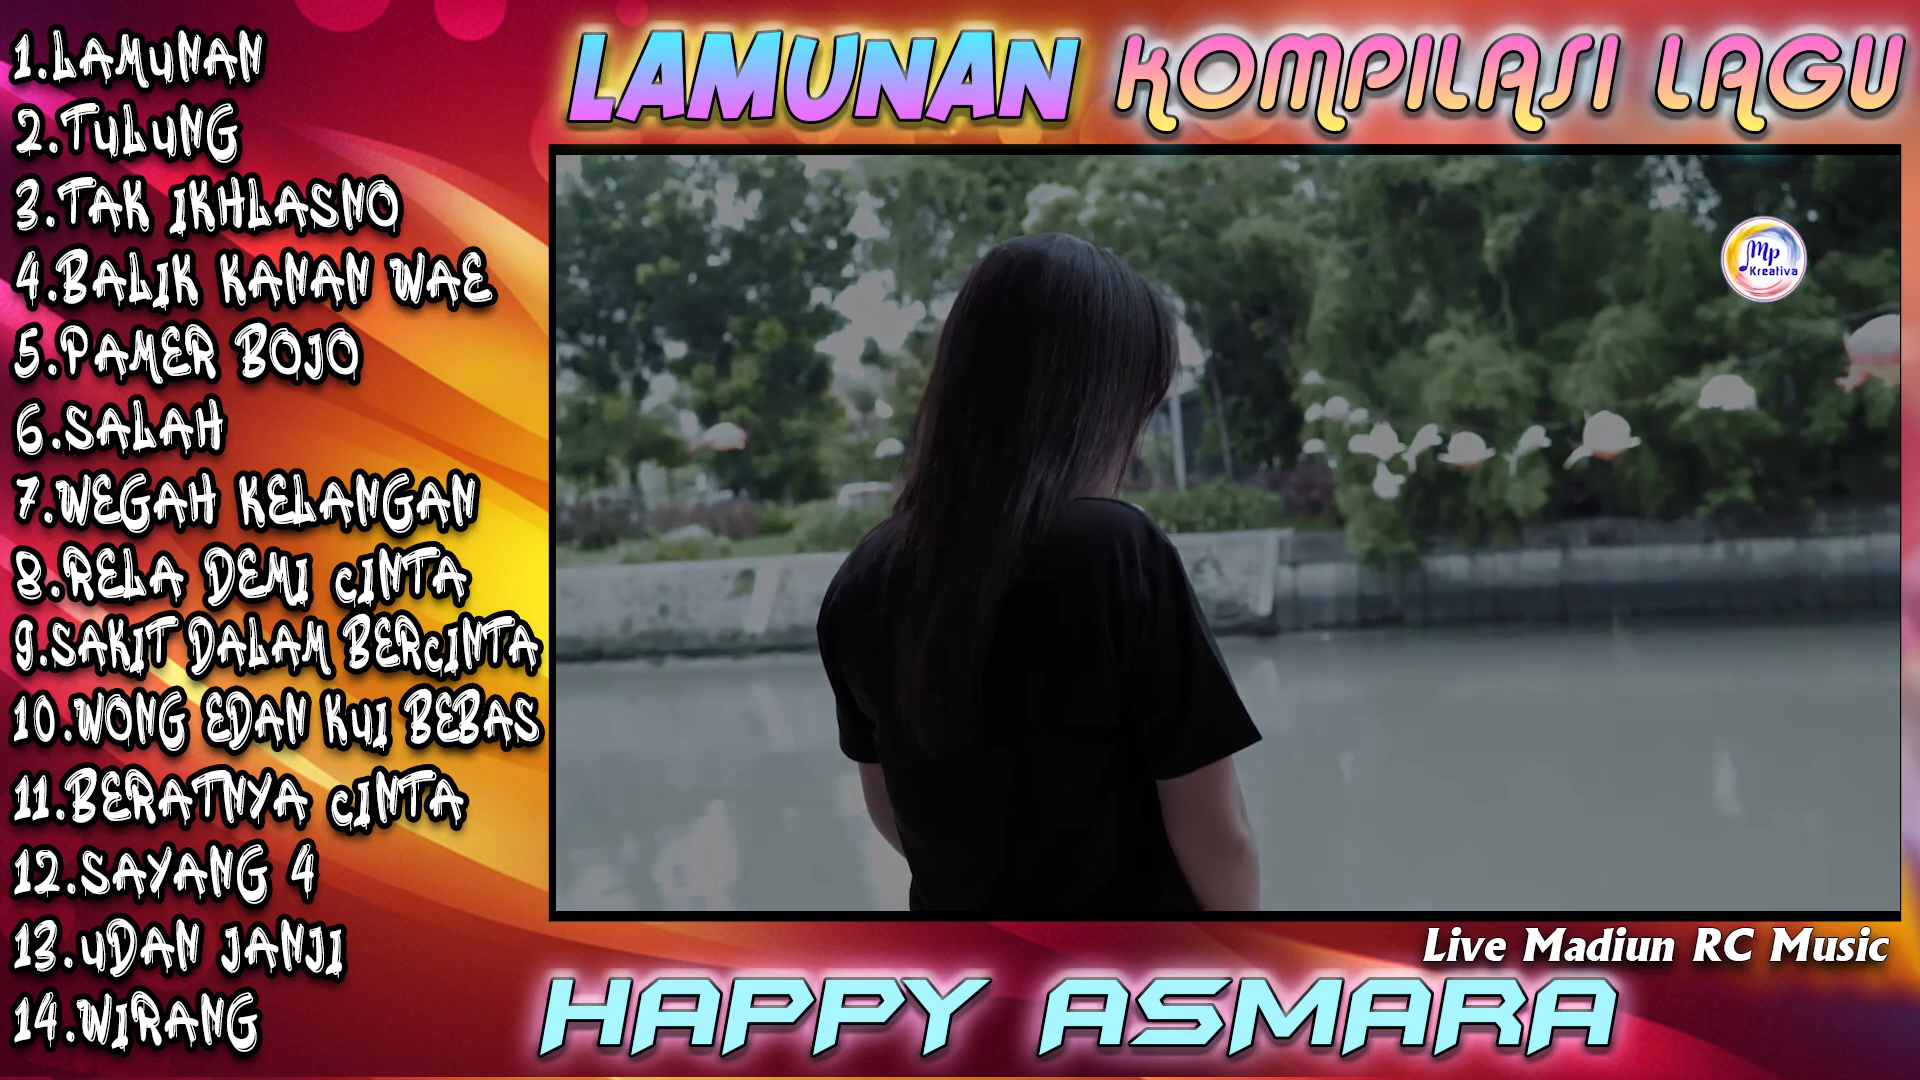 1.LAMUNAN
2.TULUNG
3.TAK IKHLASNO
4.BALIK KANAN WAE
5.PAMER BOJO
6.SALAH
7.WEGAH KELANGAN
8.RELA DEMI CINTA
9.SAKIT DALAM BERCINTA
10.WONG EDAN KUI BEBAS
11.BERATNYA CINTA
12.SAYANG 4
13.UDAN JANJI
14.WIRANG
LAMUNAN KOMPILASI LAGU
Mp
Kreativa
Live Madiun RC Music
HAPPY ASMARA